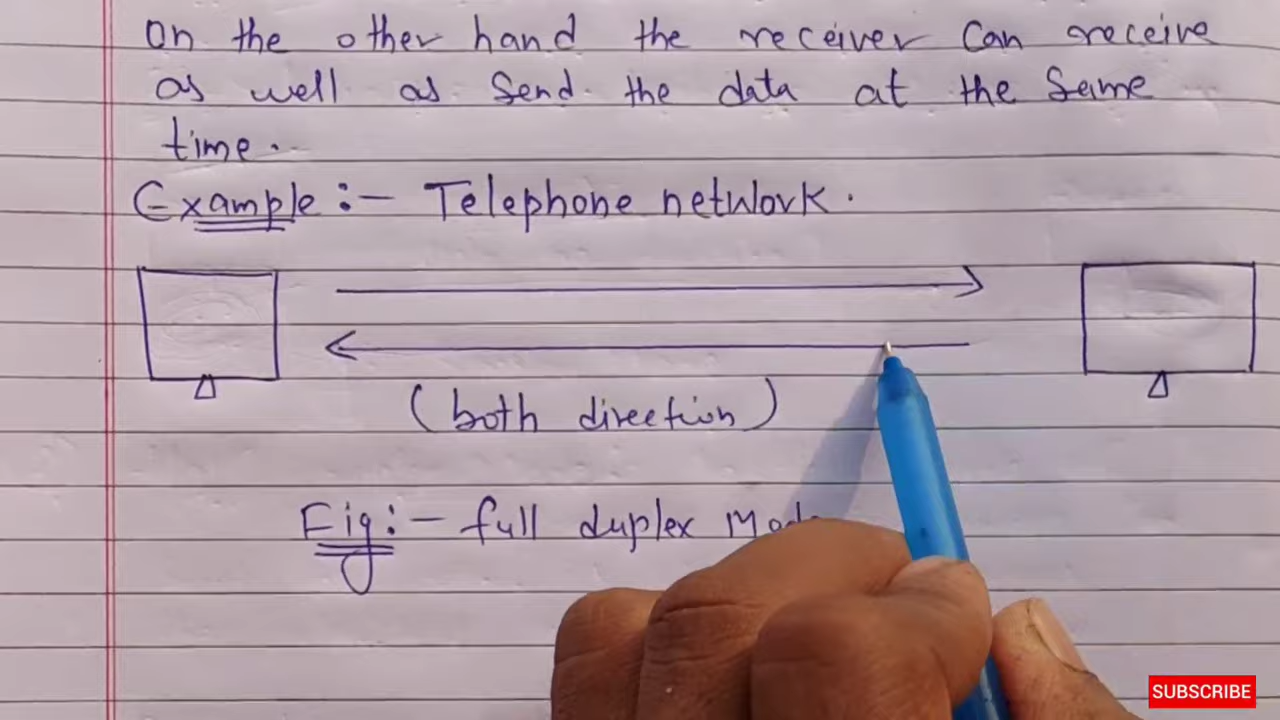 On the other hand the receiver can receive
as well as send the data at the same
time.
Example :- Telephone network.
(both direction)
Fig:- full duplex Mode
SUBSCRIBE